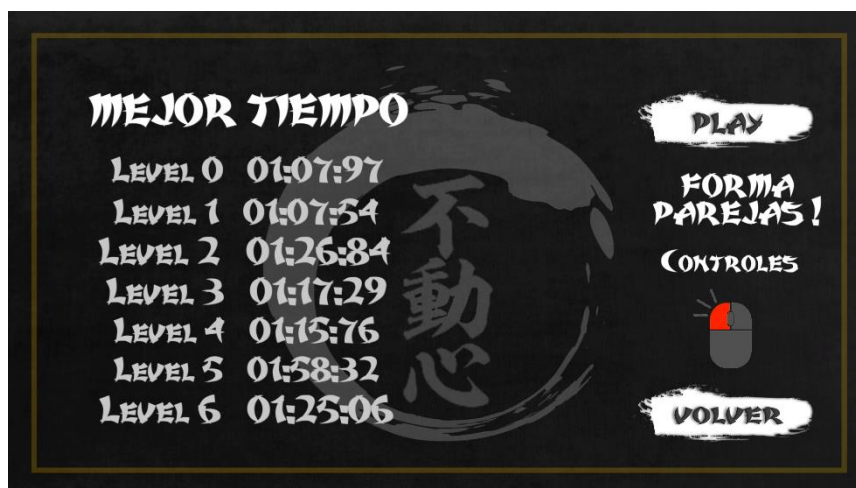 MEJOR TIEMPO
LEVEL 0 01:07:97
LEVEL 1 01:07:54
LEVEL 2 01:26:84
LEVEL 3 01:17:29
LEVEL 4 01:15:76
LEVEL 5 01:58:32
LEVEL 6 01:25:06
不動心
PLAY
FORMA
PAREJAS!
CONTROLES
VOLVER